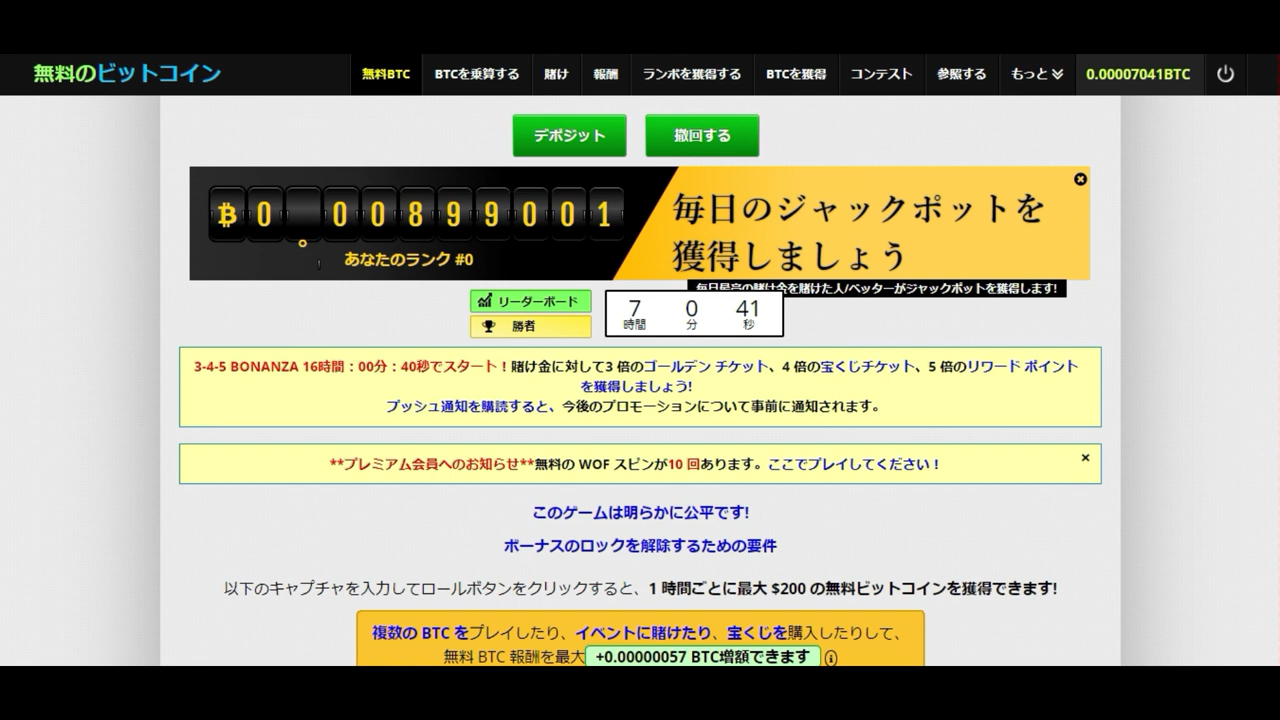 無料のビットコイン 無料BTC BTCを乗算する 賭け 報酬 ランボを獲得する BTCを獲得 コンテスト 参照する もっと 0.00007041BTC
デポジット 撤回する
0 . 0 0 8 9 9 0 0 1
毎日のジャックポットを
獲得しましょう
あなたのランク #0
毎日最高の賭け金を賭けた人/ベッターがジャックポットを獲得します!
リーダーボード
勝者
7 0 41
時間 分 秒
3-4-5 BONANZA 16時間：00分：40秒でスタート！賭け金に対して3 倍のゴールデン チケット、4 倍の宝くじチケット、5 倍のリワード ポイント
を獲得しましょう!
プッシュ通知を購読すると、今後のプロモーションについて事前に通知されます。
**プレミアム会員へのお知らせ**無料の WOF スピンが10 回あります。ここでプレイしてください！
このゲームは明らかに公平です!
ボーナスのロックを解除するための要件
以下のキャプチャを入力してロールボタンをクリックすると、1 時間ごとに最大 $200 の無料ビットコインを獲得できます!
複数の BTC をプレイしたり、イベントに賭けたり、宝くじを購入したりして、
無料 BTC 報酬を最大 +0.00000057 BTC増額できます